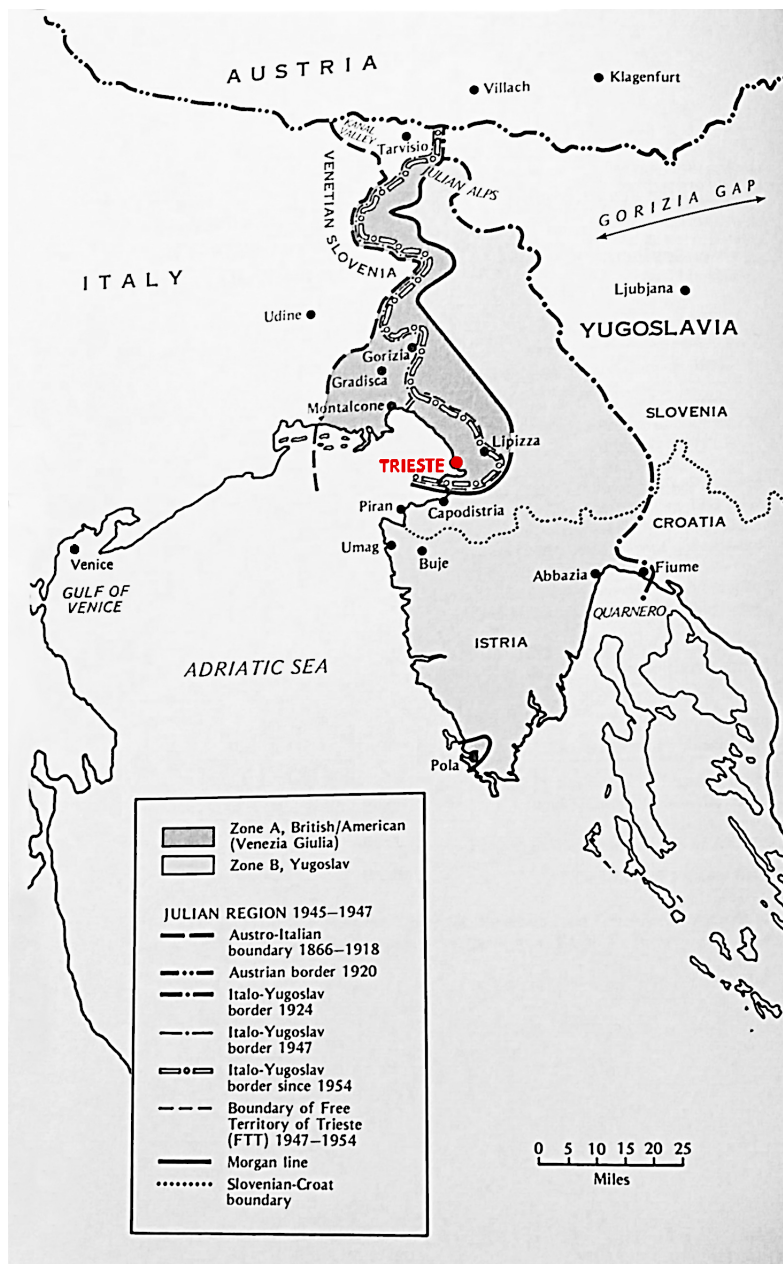 AUSTRIA
Villach
Klagenfurt
KANAL
VALLEY
Tarvisio
JULIAN ALPS
VENETIAN SLOVENIA
GORIZIA GAP
ITALY
Ljubjana
Udine
YUGOSLAVIA
Gorizia
Gradisca
Montalcone
SLOVENIA
Lipizza
TRIESTE
Piran
Capodistria
CROATIA
Umag
Buje
Venice
Abbazia
Fiume
GULF OF
VENICE
QUARNERO
ISTRIA
ADRIATIC SEA
Pola
Zone A, British/American
(Venezia Giulia)
Zone B, Yugoslav
JULIAN REGION 1945–1947
Austro-Italian
boundary 1866–1918
Austrian border 1920
Italo-Yugoslav
border 1924
Italo-Yugoslav
border 1947
Italo-Yugoslav
border since 1954
Boundary of Free
Territory of Trieste
(FTT) 1947–1954
Morgan line
Slovenian-Croat
boundary
0 5 10 15 20 25
Miles